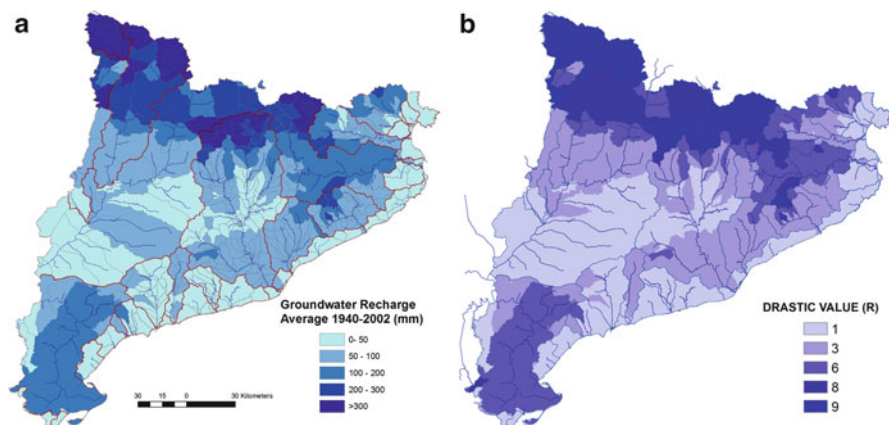 a
Groundwater Recharge
Average 1940-2002 (mm)
0- 50
50 - 100
100 - 200
200 - 300
>300
30 15 0 30 Kilometers
b
DRASTIC VALUE (R)
1
3
6
8
9